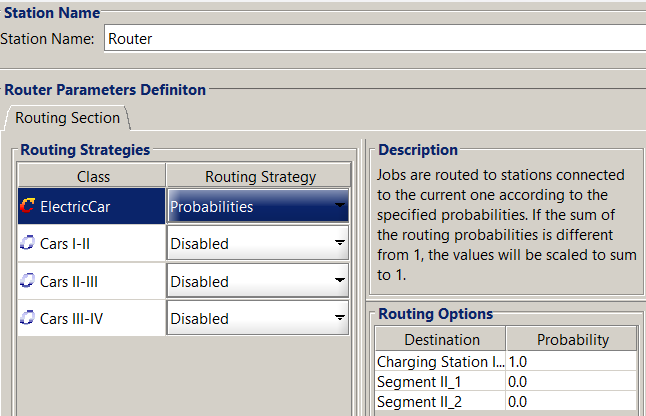 Station Name
Station Name: Router
Router Parameters Definiton
Routing Section
Routing Strategies
Class Routing Strategy
ElectricCar Probabilities
Cars I-II Disabled
Cars II-III Disabled
Cars III-IV Disabled
Description
Jobs are routed to stations connected
to the current one according to the
specified probabilities. If the sum of
the routing probabilities is different
from 1, the values will be scaled to sum
to 1.
Routing Options
Destination Probability
Charging Station I... 1.0
Segment II_1 0.0
Segment II_2 0.0